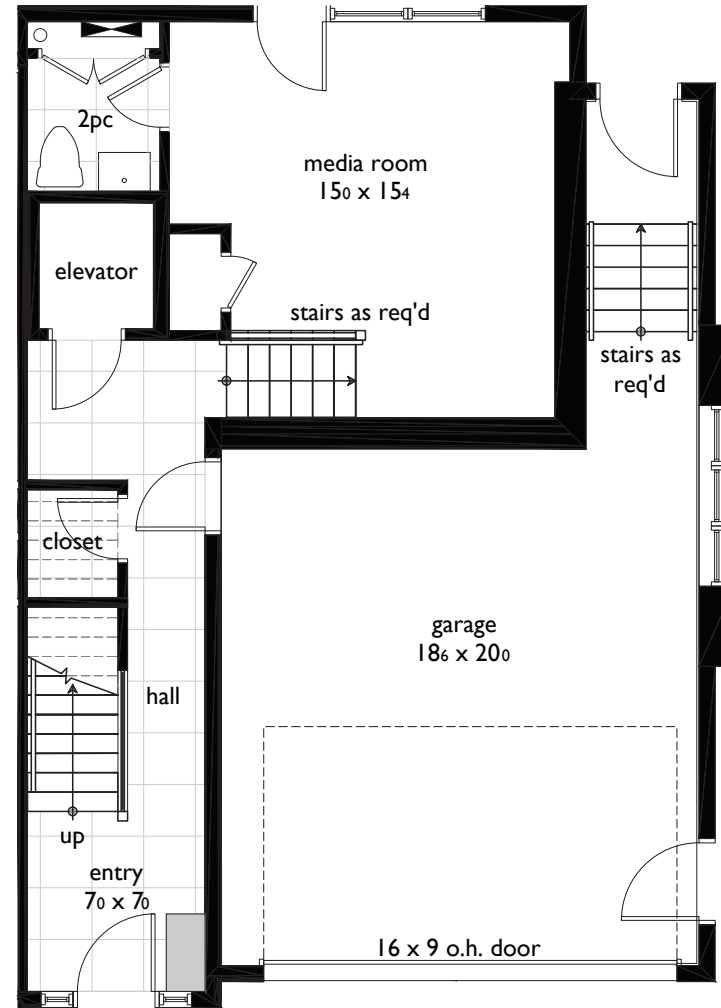 2pc
media room
15₀ x 15₄
elevator
stairs as req'd
stairs as
req'd
closet
garage
18₆ x 20₀
hall
up
entry
7₀ x 7₀
16 x 9 o.h. door